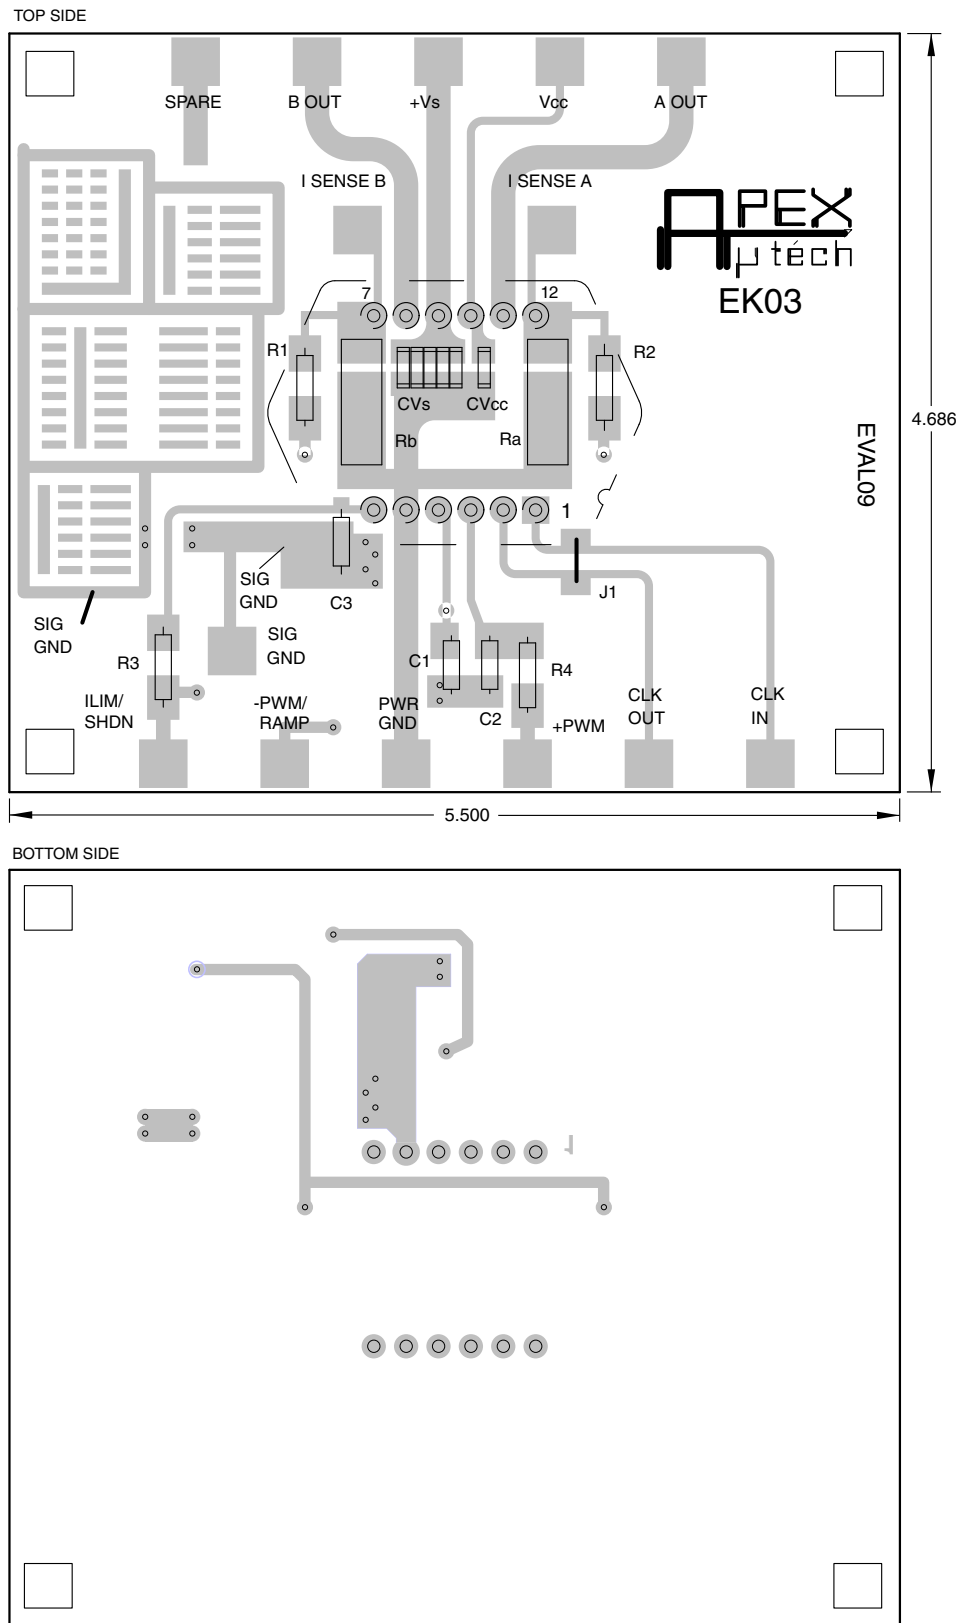 TOP SIDE
SPARE
B OUT
+Vs
Vcc
A OUT
I SENSE B
I SENSE A
APEX
μtéch
EK03
7
12
R1
R2
CVs
CVcc
Rb
Ra
4.686
EVAL09
1
SIG
GND
C3
J1
SIG
GND
SIG
GND
R3
C1
R4
ILIM/
SHDN
-PWM/
RAMP
PWR
GND
C2
+PWM
CLK
OUT
CLK
IN
5.500
BOTTOM SIDE